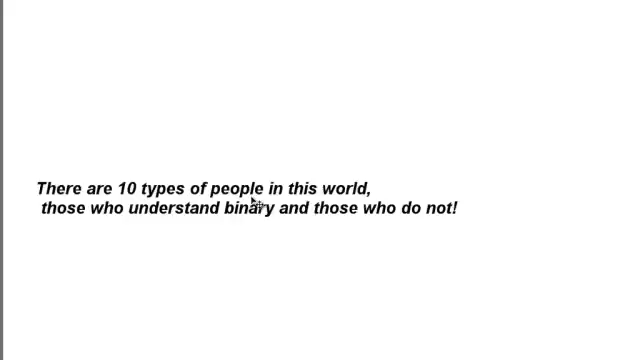 There are 10 types of people in this world,
those who understand binary and those who do not!